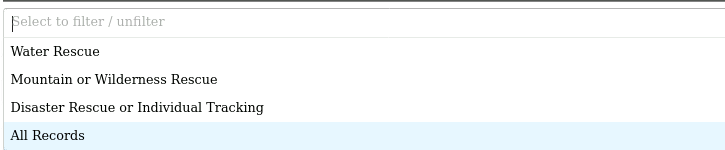 Select to filter / unfilter
Water Rescue
Mountain or Wilderness Rescue
Disaster Rescue or Individual Tracking
All Records